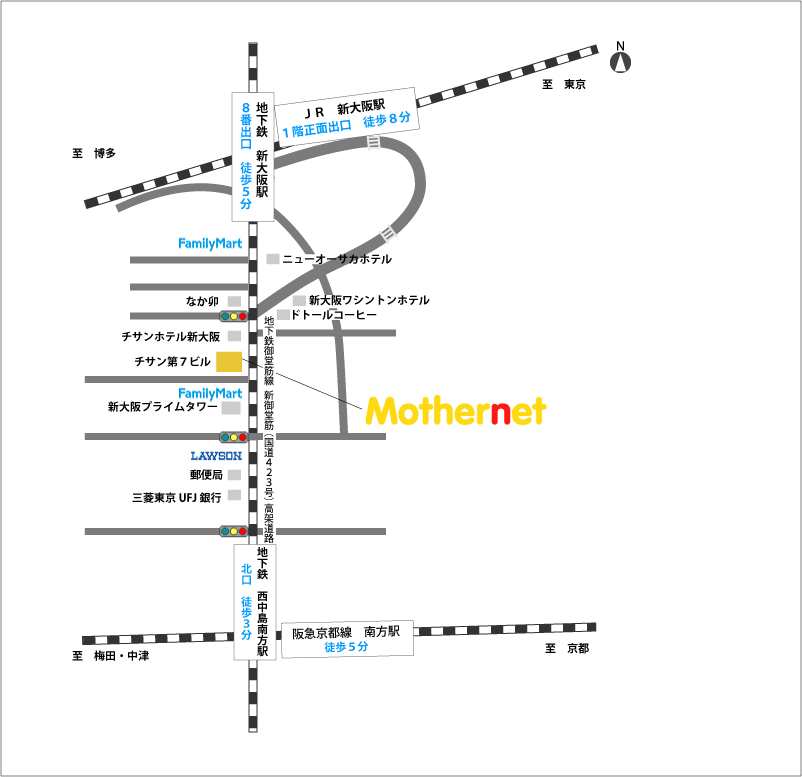 N
至　東京
ＪＲ　新大阪駅
1階正面出口　徒歩８分
地下鉄　新大阪駅
８番出口　徒歩５分
至　博多
FamilyMart
ニューオーサカホテル
なか卯
新大阪ワシントンホテル
ドトールコーヒー
チサンホテル新大阪
チサン第７ビル
FamilyMart
新大阪プライムタワー
Mothernet
地下鉄御堂筋線　新御堂筋（国道４２３号）高架道路
LAWSON
郵便局
三菱東京 UFJ 銀行
地下鉄　西中島南方駅
北口　徒歩３分
阪急京都線　南方駅
徒歩５分
至　梅田・中津
至　京都